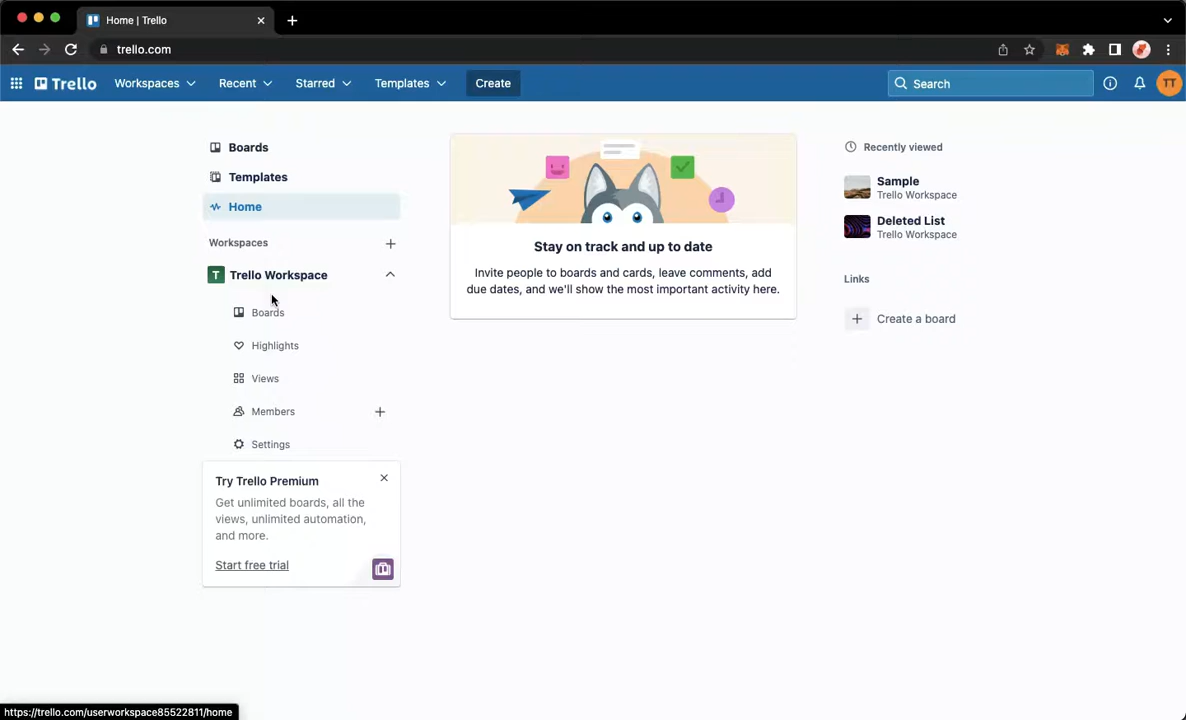 Home | Trello
trello.com
Trello
Workspaces
Recent
Starred
Templates
Create
Search
TT
Boards
Templates
Home
Workspaces
T Trello Workspace
Boards
Highlights
Views
Members
Settings
Try Trello Premium
Get unlimited boards, all the
views, unlimited automation,
and more.
Start free trial
Stay on track and up to date
Invite people to boards and cards, leave comments, add
due dates, and we'll show the most important activity here.
Recently viewed
Sample
Trello Workspace
Deleted List
Trello Workspace
Links
Create a board
https://trello.com/userworkspace85522811/home